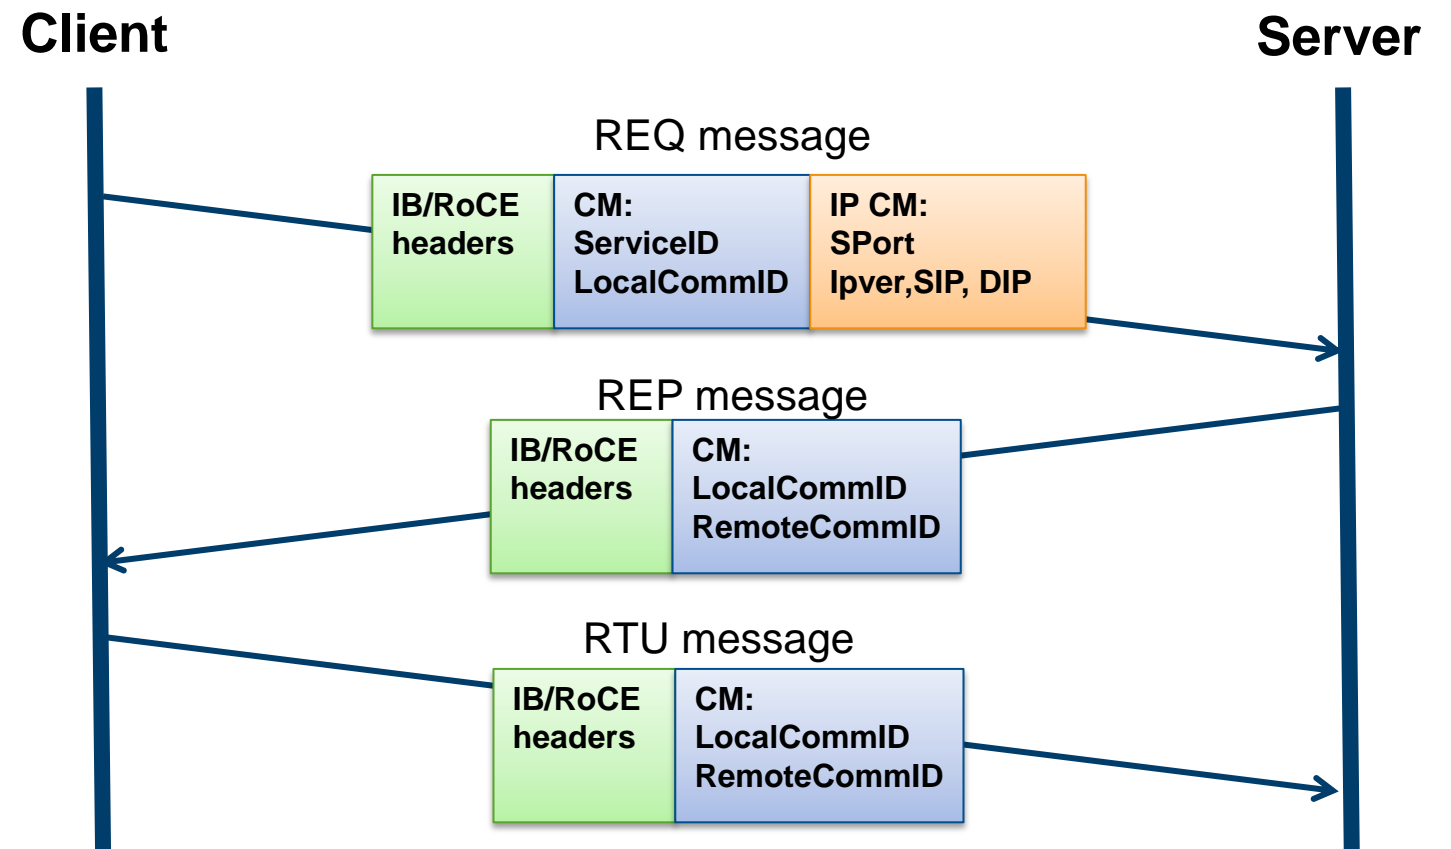 Client
Server
REQ message
IB/RoCE
headers
CM:
ServiceID
LocalCommID
IP CM:
SPort
Ipver,SIP, DIP
REP message
IB/RoCE
headers
CM:
LocalCommID
RemoteCommID
RTU message
IB/RoCE
headers
CM:
LocalCommID
RemoteCommID